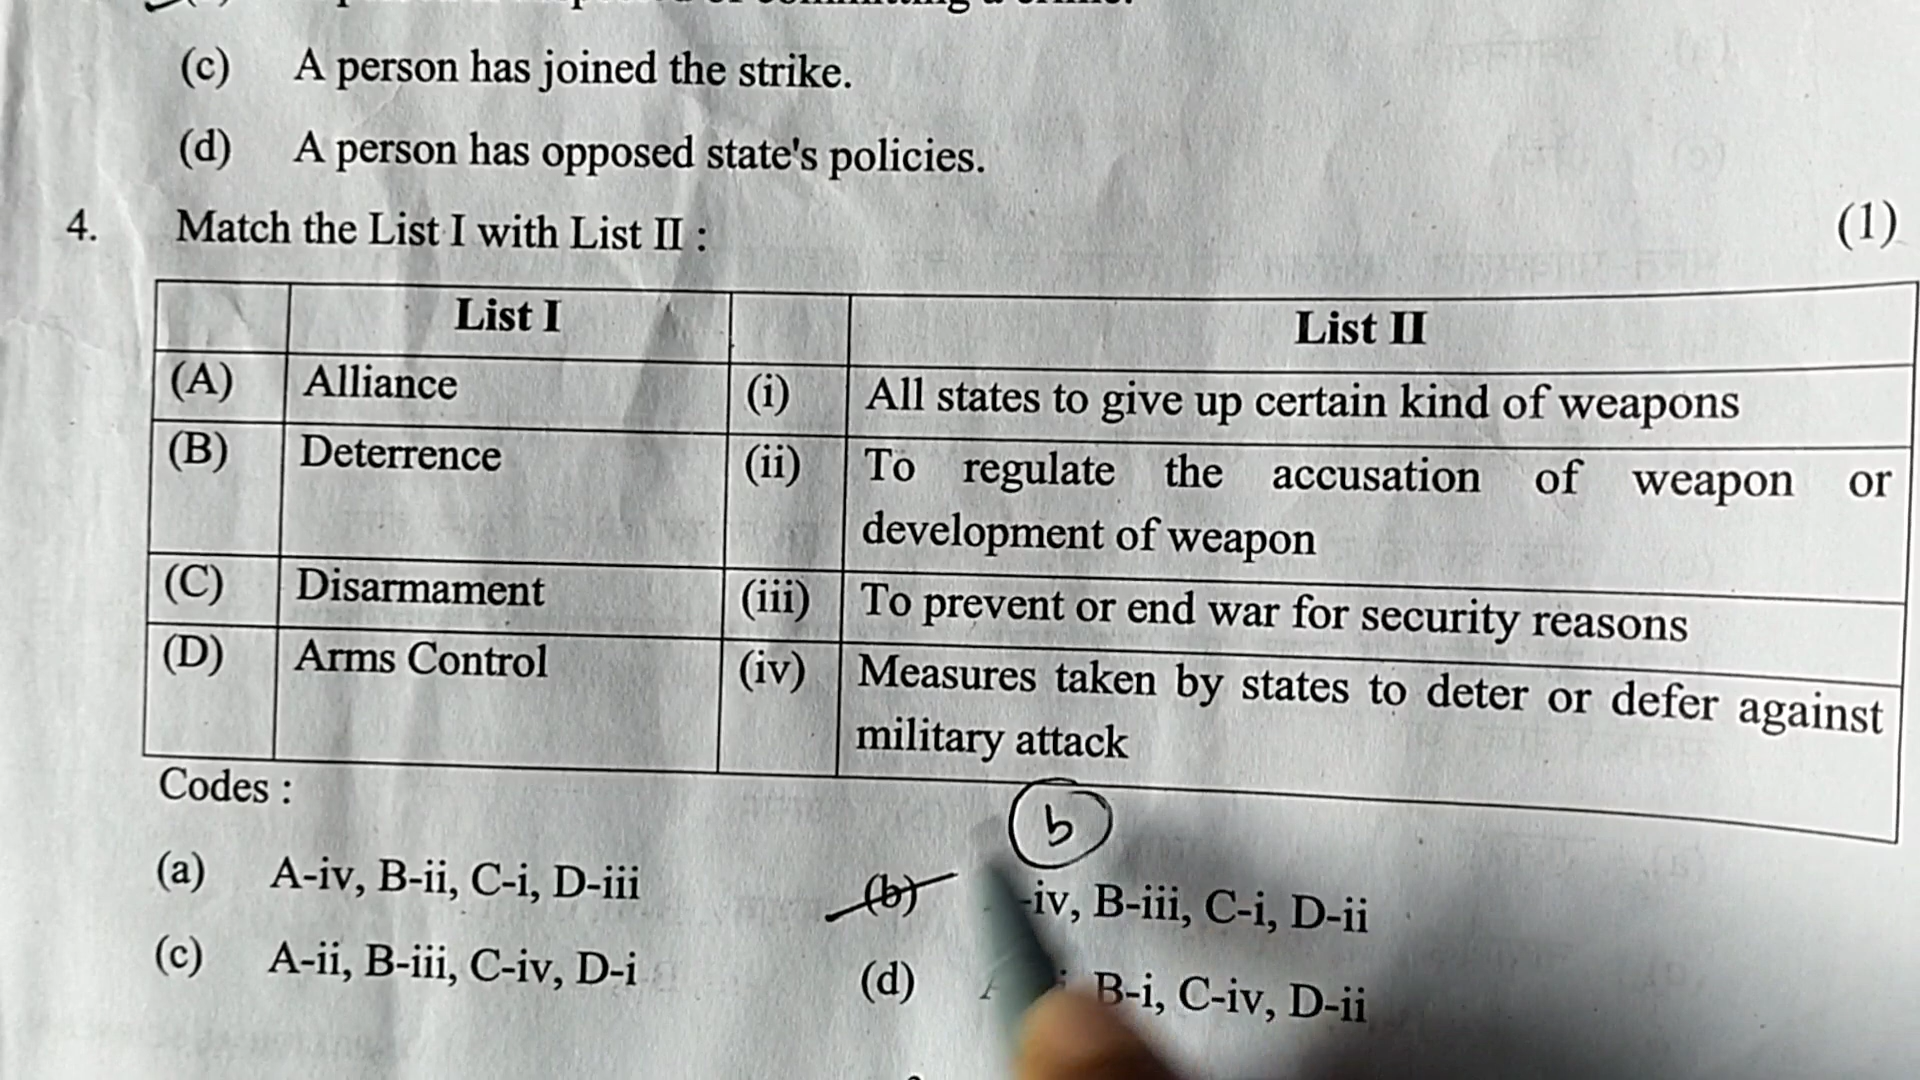 (c) A person has joined the strike.
(d) A person has opposed state's policies.
4. Match the List I with List II : (1)
List I List II
(A) Alliance (i) All states to give up certain kind of weapons
(B) Deterrence (ii) To regulate the accusation of weapon or
development of weapon
(C) Disarmament (iii) To prevent or end war for security reasons
(D) Arms Control (iv) Measures taken by states to deter or defer against
military attack
Codes :
b
(a) A-iv, B-ii, C-i, D-iii (b) -iv, B-iii, C-i, D-ii
(c) A-ii, B-iii, C-iv, D-i (d) B-i, C-iv, D-ii